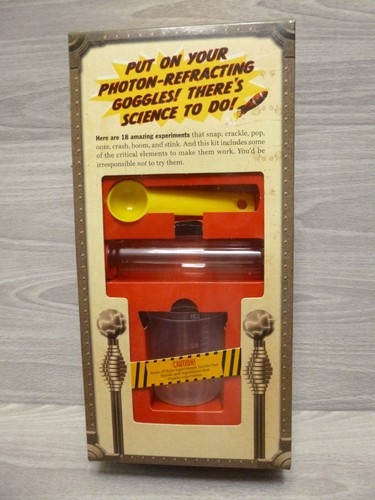 PUT ON YOUR
PHOTON-REFRACTING
GOGGLES! THERE'S
SCIENCE TO DO!
Here are 18 amazing experiments that snap, crackle, pop,
ooze, crash, boom, and stink. And this kit includes some
of the critical elements to make them work. You'd be
irresponsible not to try them.
CAUTION!